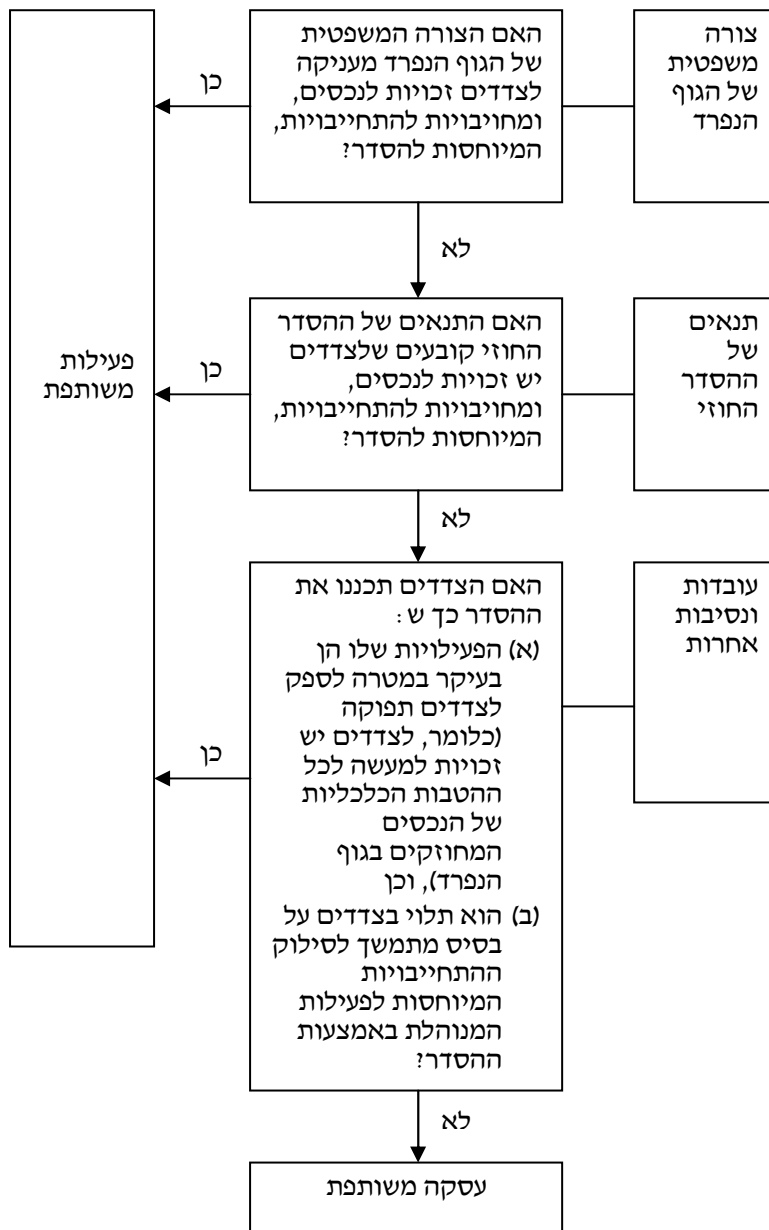 צורה
משפטית
של הגוף
הנפרד
האם הצורה המשפטית
של הגוף הנפרד מעניקה
לצדדים זכויות לנכסים,
ומחויבויות להתחייבויות,
המיוחסות להסדר?
כן
לא
תנאים
של
ההסדר
החוזי
האם התנאים של ההסדר
החוזי קובעים שלצדדים
יש זכויות לנכסים,
ומחויבויות להתחייבויות,
המיוחסות להסדר?
כן
פעילות
משותפת
לא
עובדות
ונסיבות
אחרות
האם הצדדים תכננו את
ההסדר כך ש:
(א) הפעילויות שלו הן
בעיקר במטרה לספק
לצדדים תפוקה
(כלומר, לצדדים יש
זכויות למעשה לכל
ההטבות הכלכליות
של הנכסים
המחוזקים בגוף
הנפרד), וכן
(ב) הוא תלוי בצדדים על
בסיס מתמשך לסילוק
ההתחייבויות
המיוחסות לפעילות
המנוהלת באמצעות
ההסדר?
כן
לא
עסקה משותפת